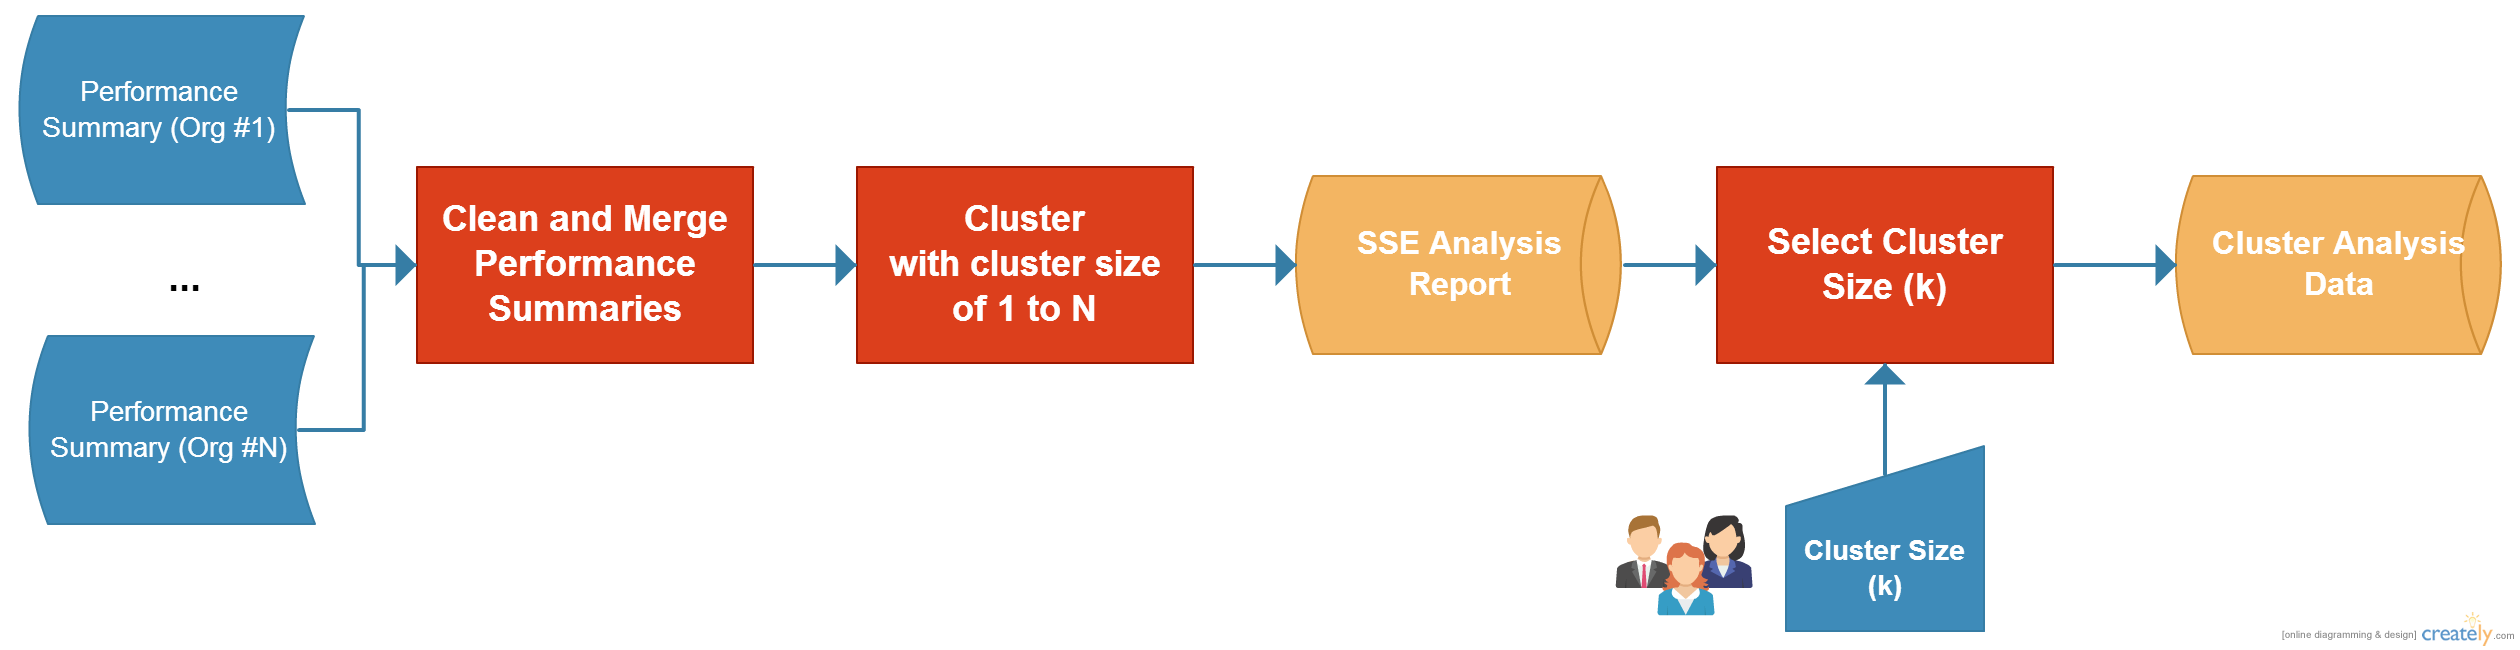 Performance
Summary (Org #1)
...
Performance
Summary (Org #N)
Clean and Merge
Performance
Summaries
Cluster
with cluster size
of 1 to N
SSE Analysis
Report
Select Cluster
Size (k)
Cluster Analysis
Data
Cluster Size
(k)
[online diagramming & design] creately.com